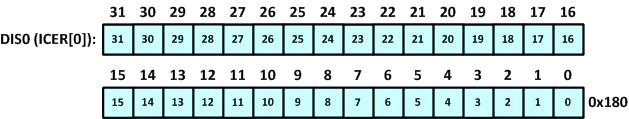 31 30 29 28 27 26 25 24 23 22 21 20 19 18 17 16
DIS0 (ICER[0]): 31 30 29 28 27 26 25 24 23 22 21 20 19 18 17 16
15 14 13 12 11 10 9 8 7 6 5 4 3 2 1 0
15 14 13 12 11 10 9 8 7 6 5 4 3 2 1 0 0x180